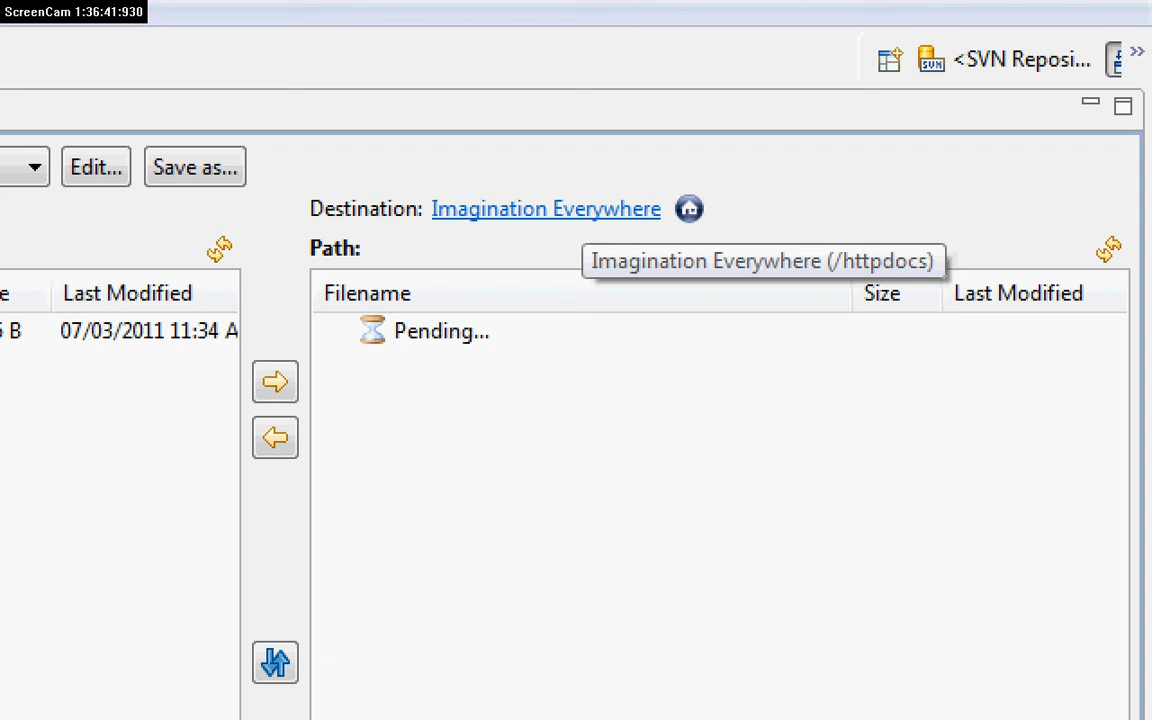 ScreenCam 1:36:41:930
<SVN Reposi...
Edit... Save as...
Destination: Imagination Everywhere
Path:
Imagination Everywhere (/httpdocs)
e Last Modified
Filename Size Last Modified
B 07/03/2011 11:34 A
Pending...